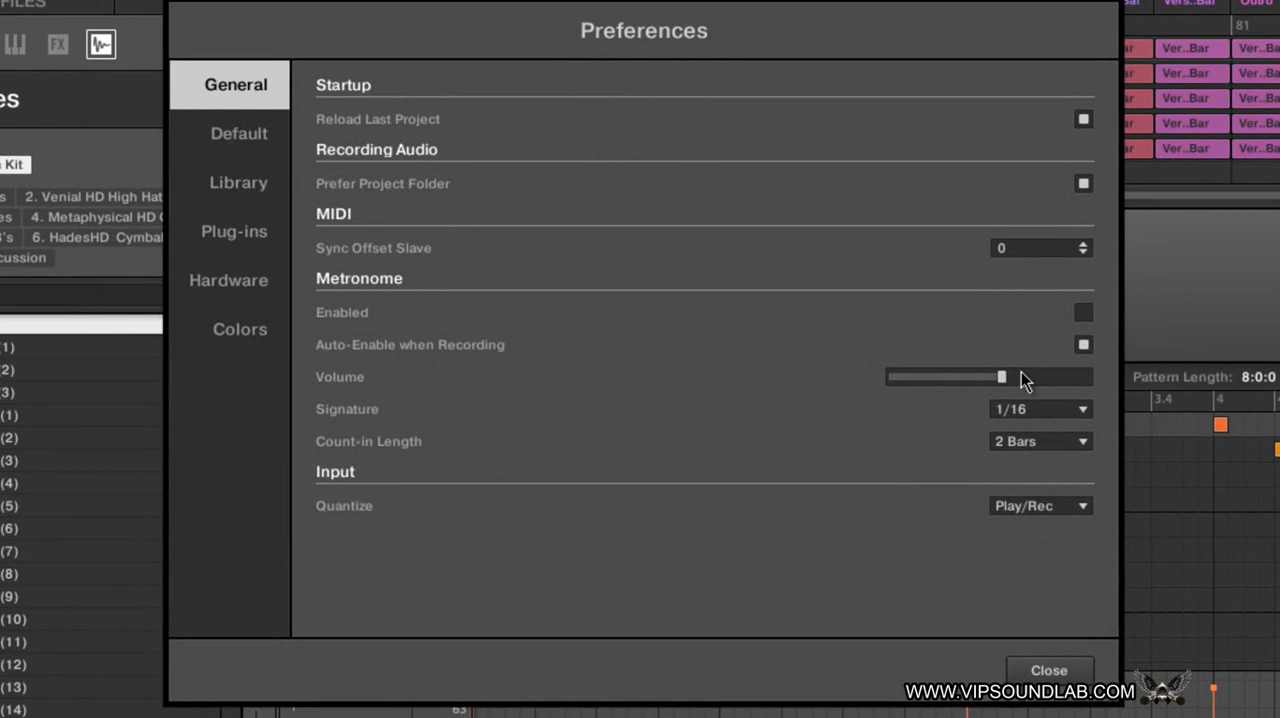 FILES
Preferences
Vers..Bar
Outro
81
FX
General
Startup
Ver..Bar
Ver..B
es
Reload Last Project
Ver..Bar
Ver..B
Default
Recording Audio
Ver..Bar
Ver..B
Kit
Library
Prefer Project Folder
Ver..Bar
Ver..B
2. Venial HD High Hat
MIDI
Ver..Bar
Ver..B
4. Metaphysical HD
Plug-ins
6. HadesHD Cymbal
Sync Offset Slave
0
cussion
Hardware
Metronome
Enabled
Colors
Auto-Enable when Recording
Volume
Pattern Length: 8:0:0
Signature
1/16
3.4
4
Count-in Length
2 Bars
Input
Quantize
Play/Rec
(1)
(2)
(3)
(1)
(2)
(3)
(4)
(5)
(6)
(7)
(8)
(9)
(10)
(11)
(12)
(13)
(14)
Close
WWW.VIPSOUNDLAB.COM
63